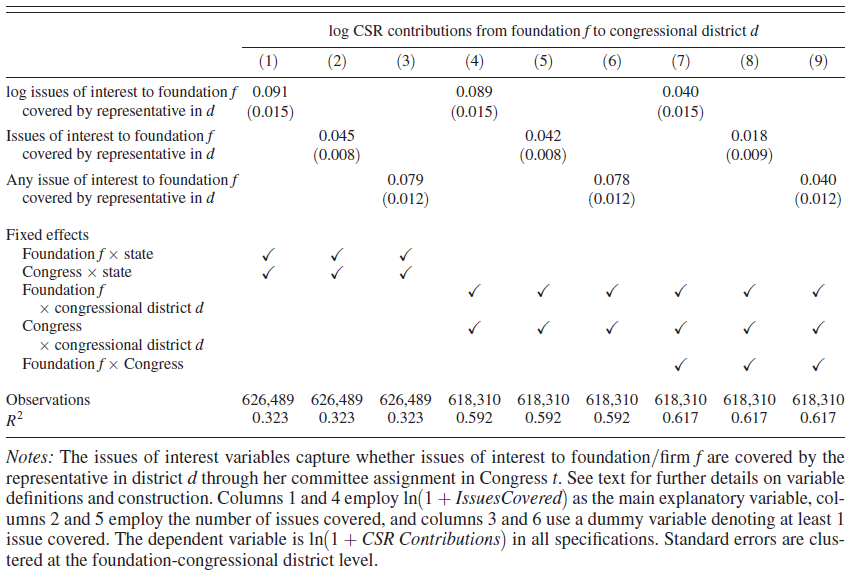 log CSR contributions from foundation f to congressional district d
(1) (2) (3) (4) (5) (6) (7) (8) (9)
log issues of interest to foundation f 0.091 0.089 0.040
covered by representative in d (0.015) (0.015) (0.015)
Issues of interest to foundation f 0.045 0.042 0.018
covered by representative in d (0.008) (0.008) (0.009)
Any issue of interest to foundation f 0.079 0.078 0.040
covered by representative in d (0.012) (0.012) (0.012)
Fixed effects
Foundation f × state ✓ ✓ ✓
Congress × state ✓ ✓ ✓
Foundation f ✓ ✓ ✓ ✓ ✓ ✓
× congressional district d
Congress ✓ ✓ ✓ ✓ ✓ ✓
× congressional district d
Foundation f × Congress ✓ ✓ ✓
Observations 626,489 626,489 626,489 618,310 618,310 618,310 618,310 618,310 618,310
R² 0.323 0.323 0.323 0.592 0.592 0.592 0.617 0.617 0.617
Notes: The issues of interest variables capture whether issues of interest to foundation/firm f are covered by the
representative in district d through her committee assignment in Congress t. See text for further details on variable
definitions and construction. Columns 1 and 4 employ ln(1 + IssuesCovered) as the main explanatory variable, col-
umns 2 and 5 employ the number of issues covered, and columns 3 and 6 use a dummy variable denoting at least 1
issue covered. The dependent variable is ln(1 + CSR Contributions) in all specifications. Standard errors are clus-
tered at the foundation-congressional district level.